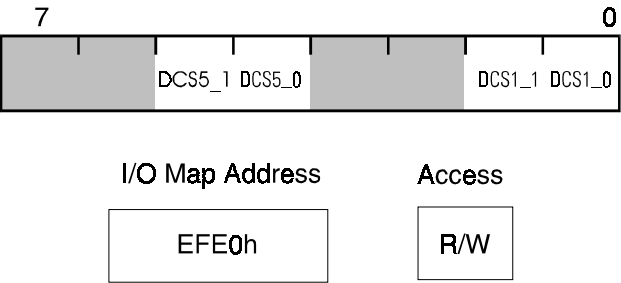 7 0
DCS5_1 DCS5_0 DCS1_1 DCS1_0
I/O Map Address Access
EFE0h R/W